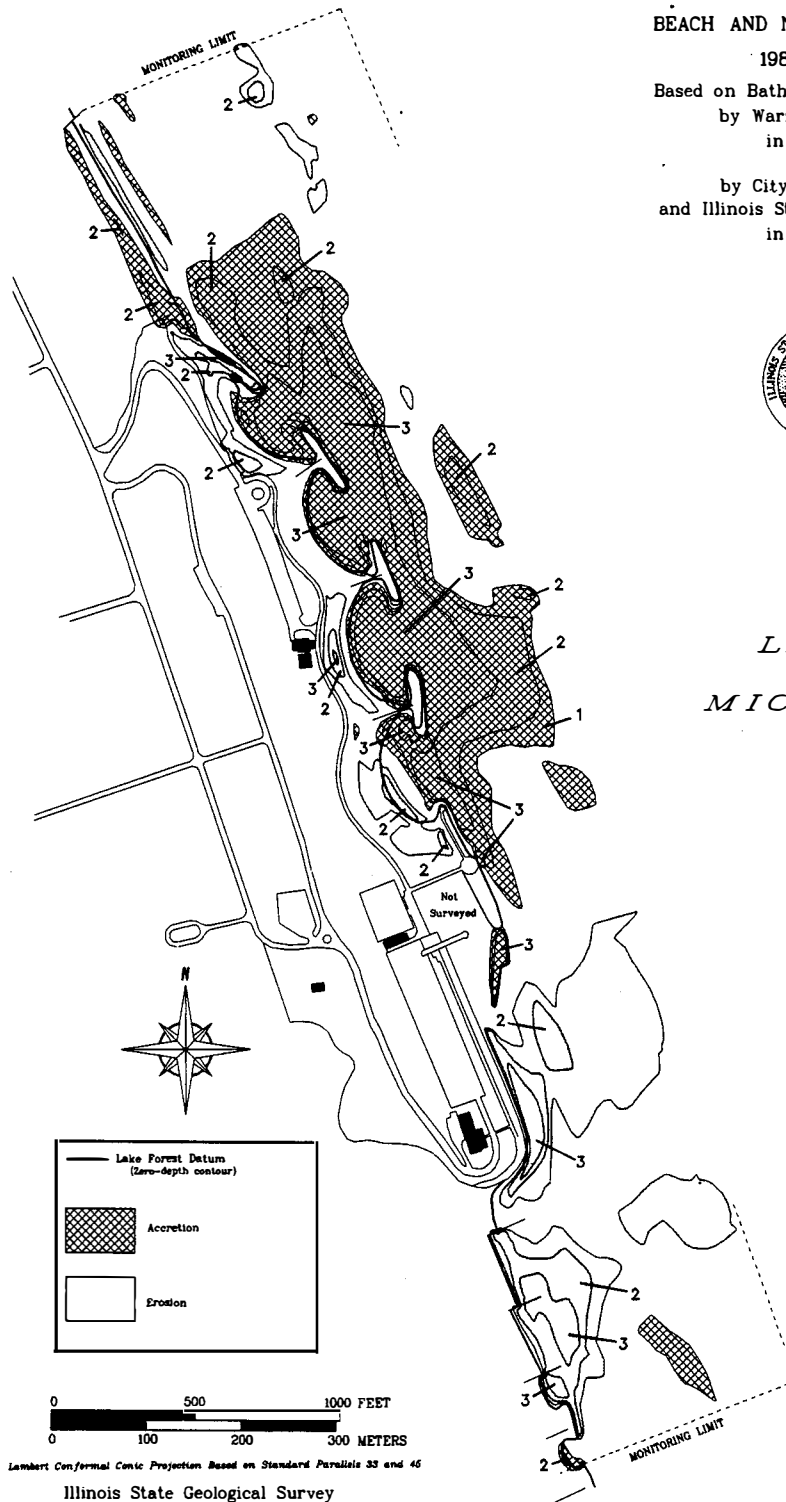 BEACH AND
198
Based on
by
in
by City
and Illinois
in
MONITORING LIMIT
2
2
2
2
2
3
2
2
3
2
3
3
2
2
3
2
1
3
3
2
3
2
Not
Surveyed
3
2
ILLINOIS
N
Lake Forest Datum
(Zero-depth contour)
Accretion
Erosion
3
2
3
3
2
MONITORING LIMIT
0 500 1000 FEET
0 100 200 300 METERS
Lambert Conformal Conic Projection Based on Standard Parallels 33 and 45
Illinois State Geological Survey